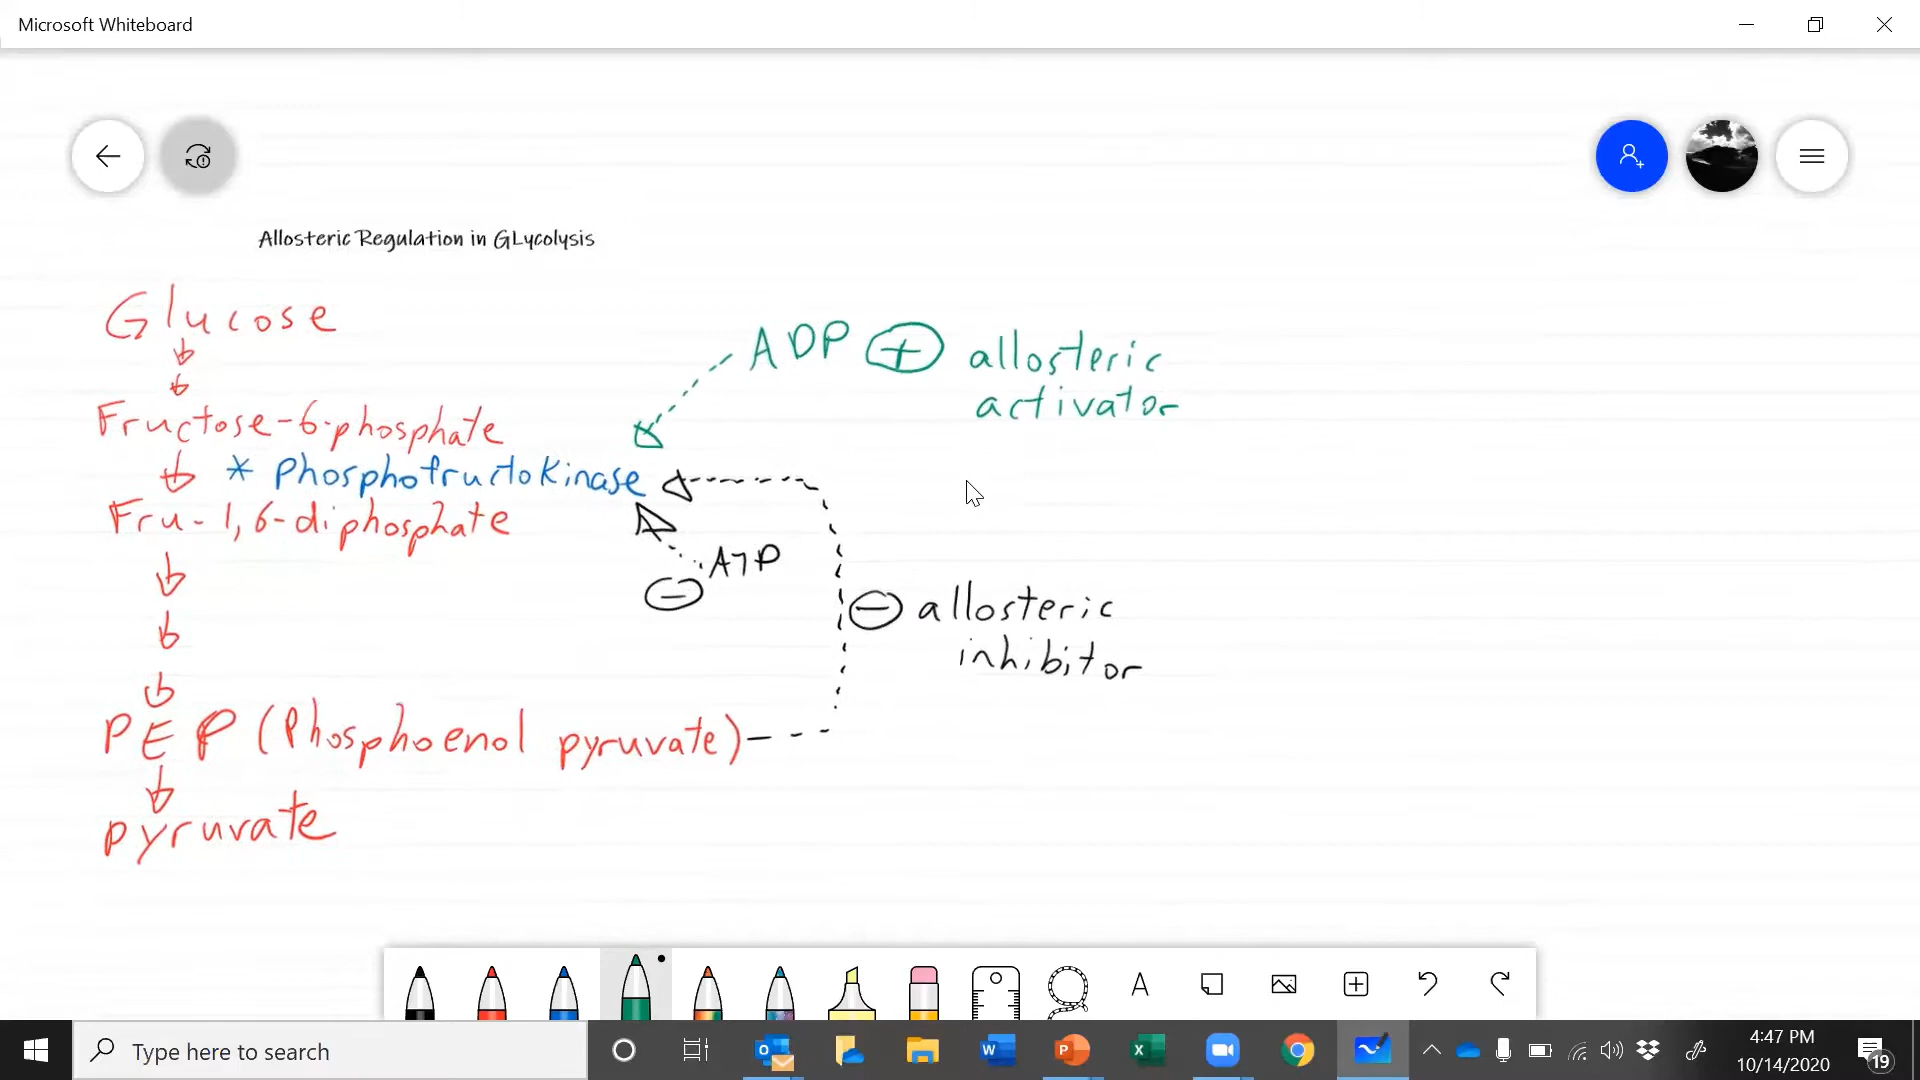 Microsoft Whiteboard
Allosteric Regulation in GLycolysis
Glucose
ADP + allosteric
activator
Fructose-6-phosphate
* Phosphofructokinase
Fru-1,6-diphosphate
ATP
−
− allosteric
inhibitor
PEP (Phosphoenol pyruvate)
pyruvate
A
Type here to search
4:47 PM
10/14/2020
19